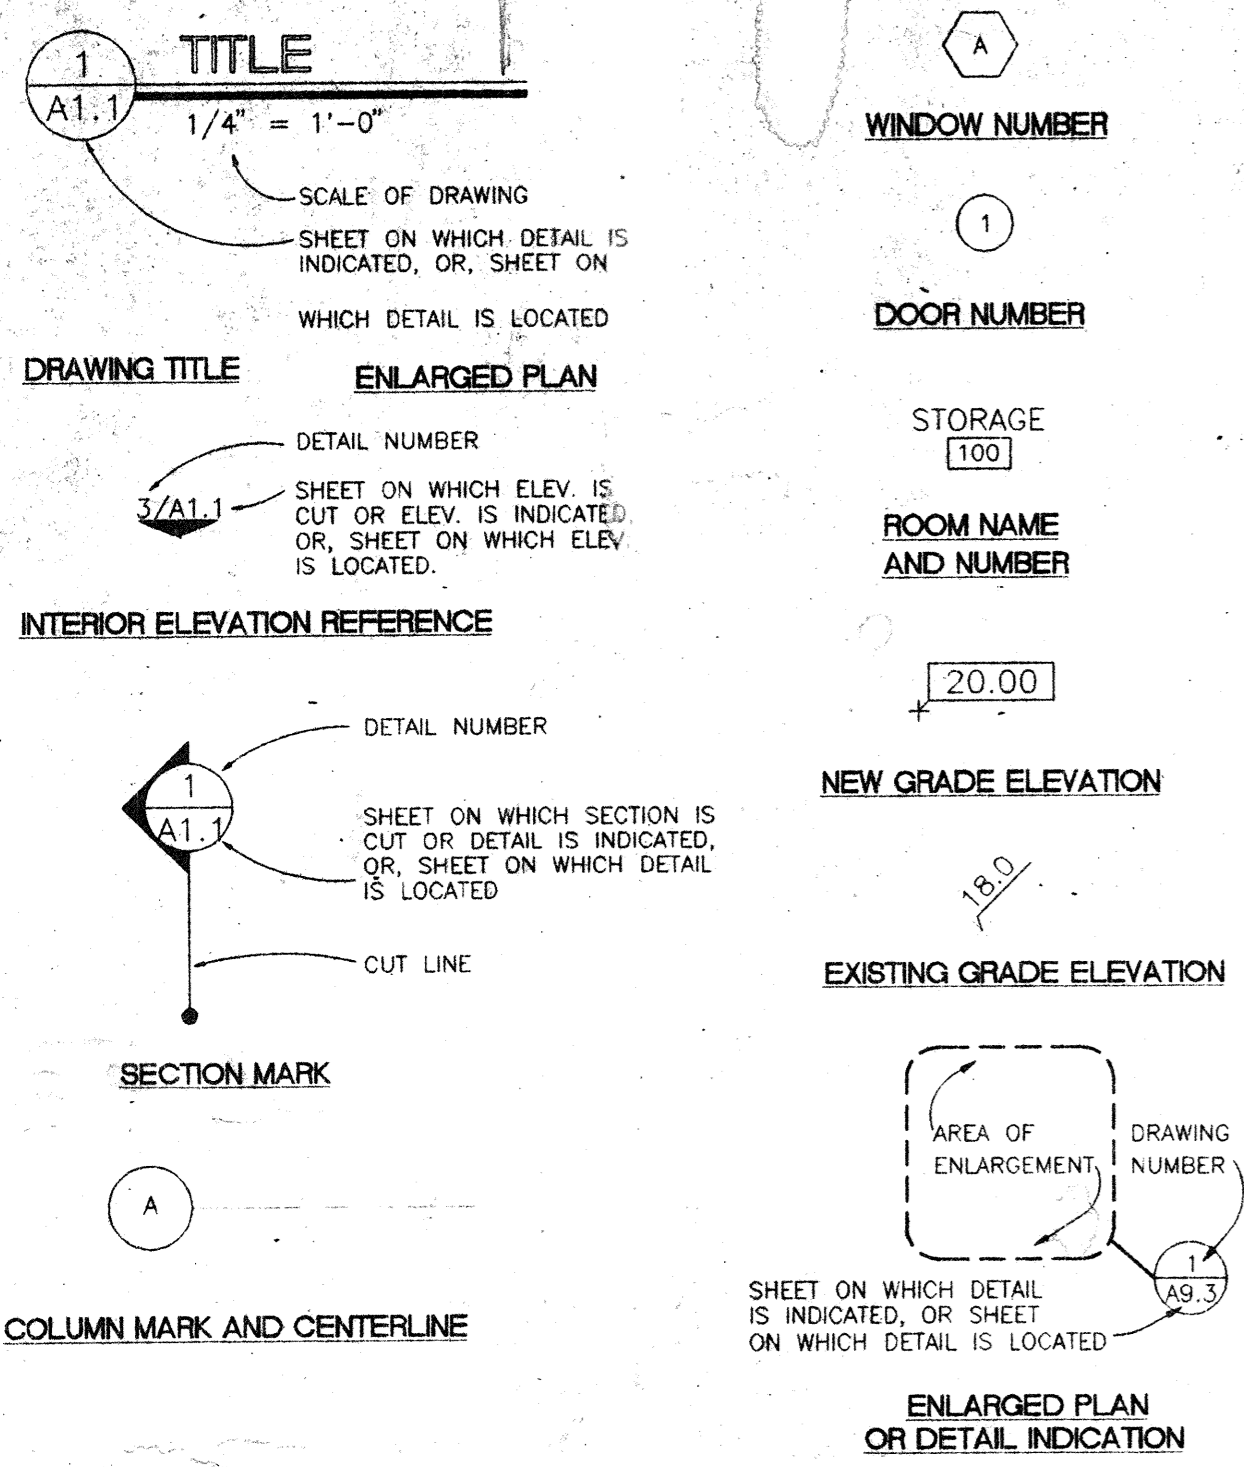 1
A1.1
TITLE
1/4" = 1'-0"
SCALE OF DRAWING
SHEET ON WHICH DETAIL IS
INDICATED, OR, SHEET ON
WHICH DETAIL IS LOCATED
DRAWING TITLE
ENLARGED PLAN
DETAIL NUMBER
3/A1.1
SHEET ON WHICH ELEV. IS
CUT OR ELEV. IS INDICATED,
OR, SHEET ON WHICH ELEV.
IS LOCATED.
INTERIOR ELEVATION REFERENCE
DETAIL NUMBER
1
A1.1
SHEET ON WHICH SECTION IS
CUT OR DETAIL IS INDICATED,
OR, SHEET ON WHICH DETAIL
IS LOCATED
CUT LINE
SECTION MARK
A
COLUMN MARK AND CENTERLINE
A
WINDOW NUMBER
1
DOOR NUMBER
STORAGE
100
ROOM NAME
AND NUMBER
20.00
NEW GRADE ELEVATION
18.0
EXISTING GRADE ELEVATION
AREA OF
ENLARGEMENT
DRAWING
NUMBER
1
A9.3
SHEET ON WHICH DETAIL
IS INDICATED, OR SHEET
ON WHICH DETAIL IS LOCATED
ENLARGED PLAN
OR DETAIL INDICATION